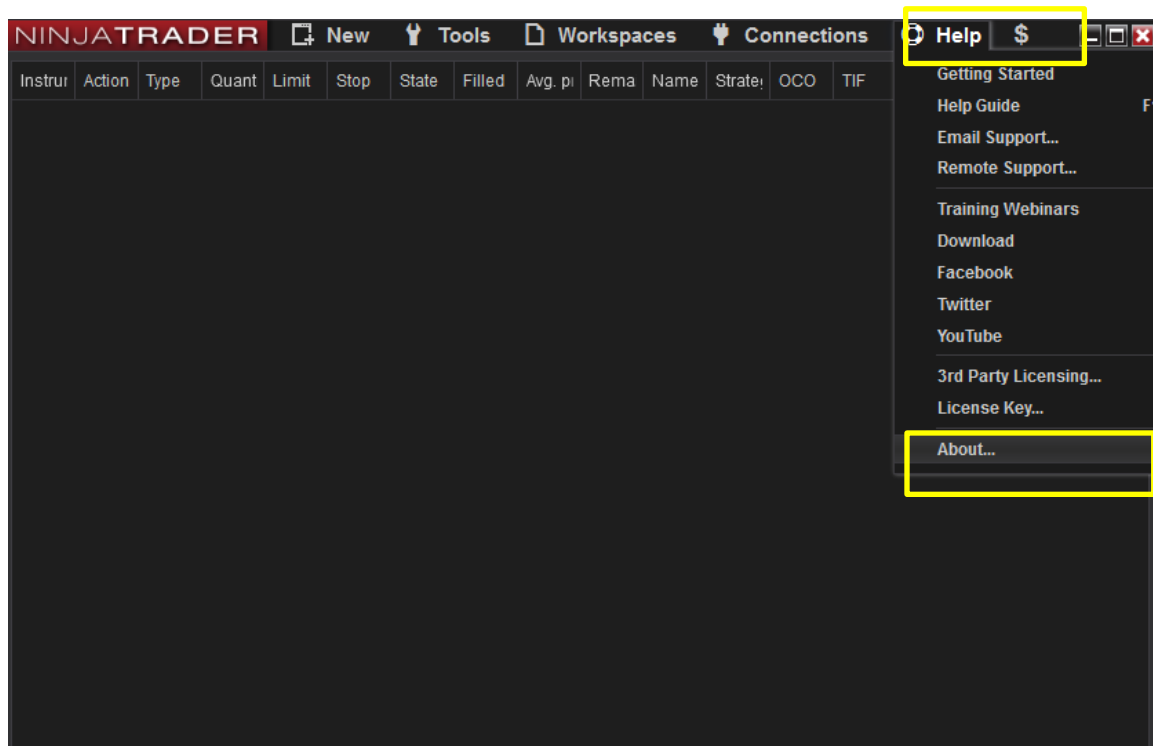 NINJATRADER New Tools Workspaces Connections Help $
Instrur Action Type Quant Limit Stop State Filled Avg. pi Rema Name Strate OCO TIF
Getting Started
Help Guide
Email Support...
Remote Support...
Training Webinars
Download
Facebook
Twitter
YouTube
3rd Party Licensing...
License Key...
About...